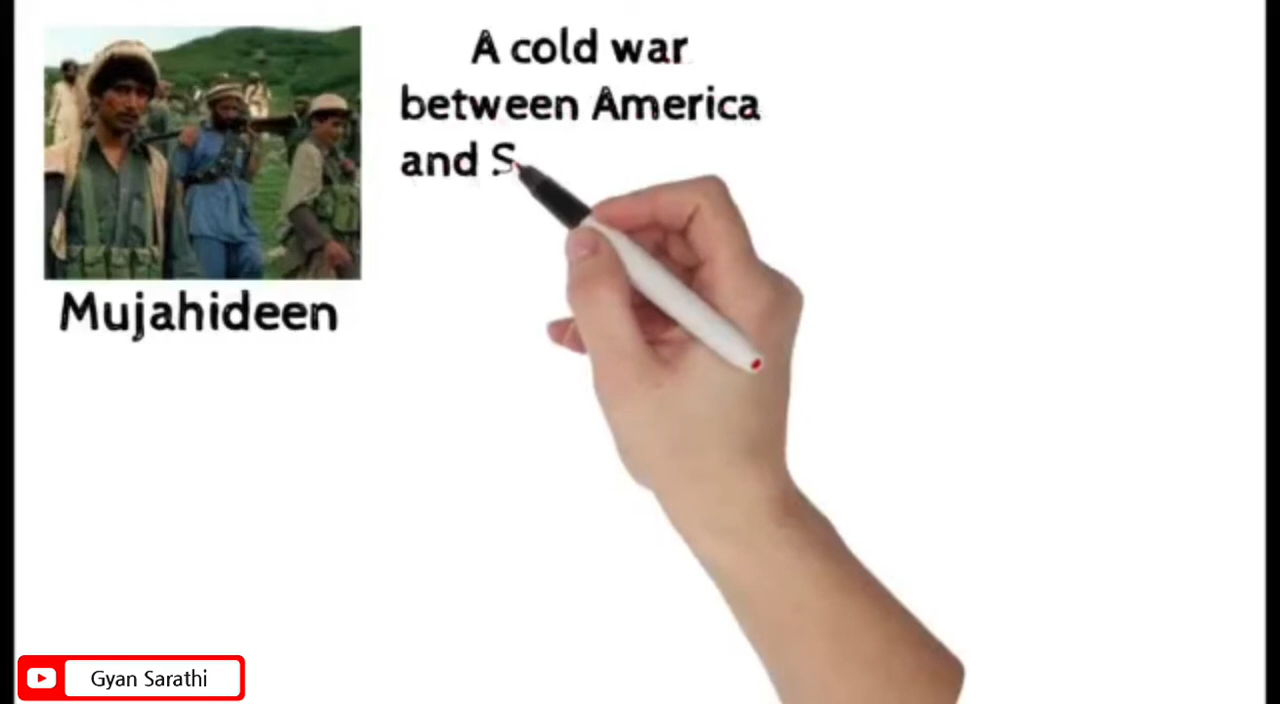 A cold war
between America
and S
Mujahideen
Gyan Sarathi